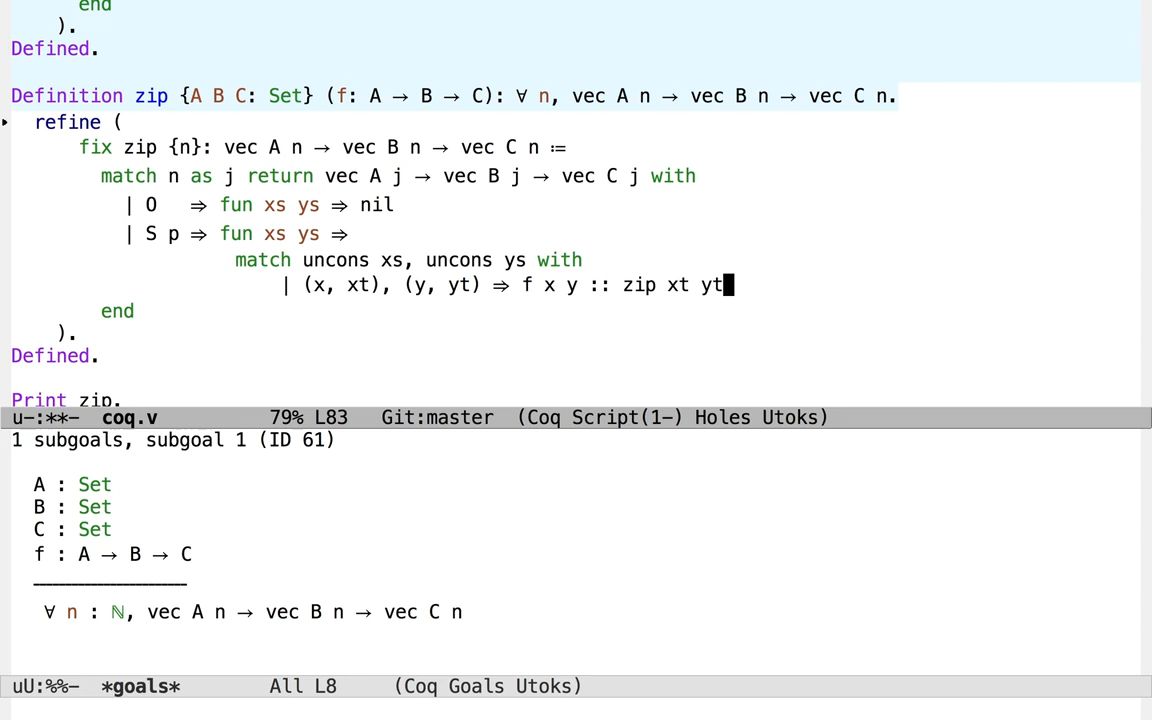 end
    ).
Defined.

Definition zip {A B C: Set} (f: A → B → C): ∀ n, vec A n → vec B n → vec C n.
  refine (
      fix zip {n}: vec A n → vec B n → vec C n ≔
        match n as j return vec A j → vec B j → vec C j with
          | O   ⇒ fun xs ys ⇒ nil
          | S p ⇒ fun xs ys ⇒
                    match uncons xs, uncons ys with
                        | (x, xt), (y, yt) ⇒ f x y :: zip xt yt
        end
    ).
Defined.

Print zip.
u-:**-  coq.v          79% L83    Git:master  (Coq Script(1-) Holes Utoks)
1 subgoals, subgoal 1 (ID 61)

  A : Set
  B : Set
  C : Set
  f : A → B → C

   ∀ n : ℕ, vec A n → vec B n → vec C n

uU:%%-  *goals*        All L8     (Coq Goals Utoks)